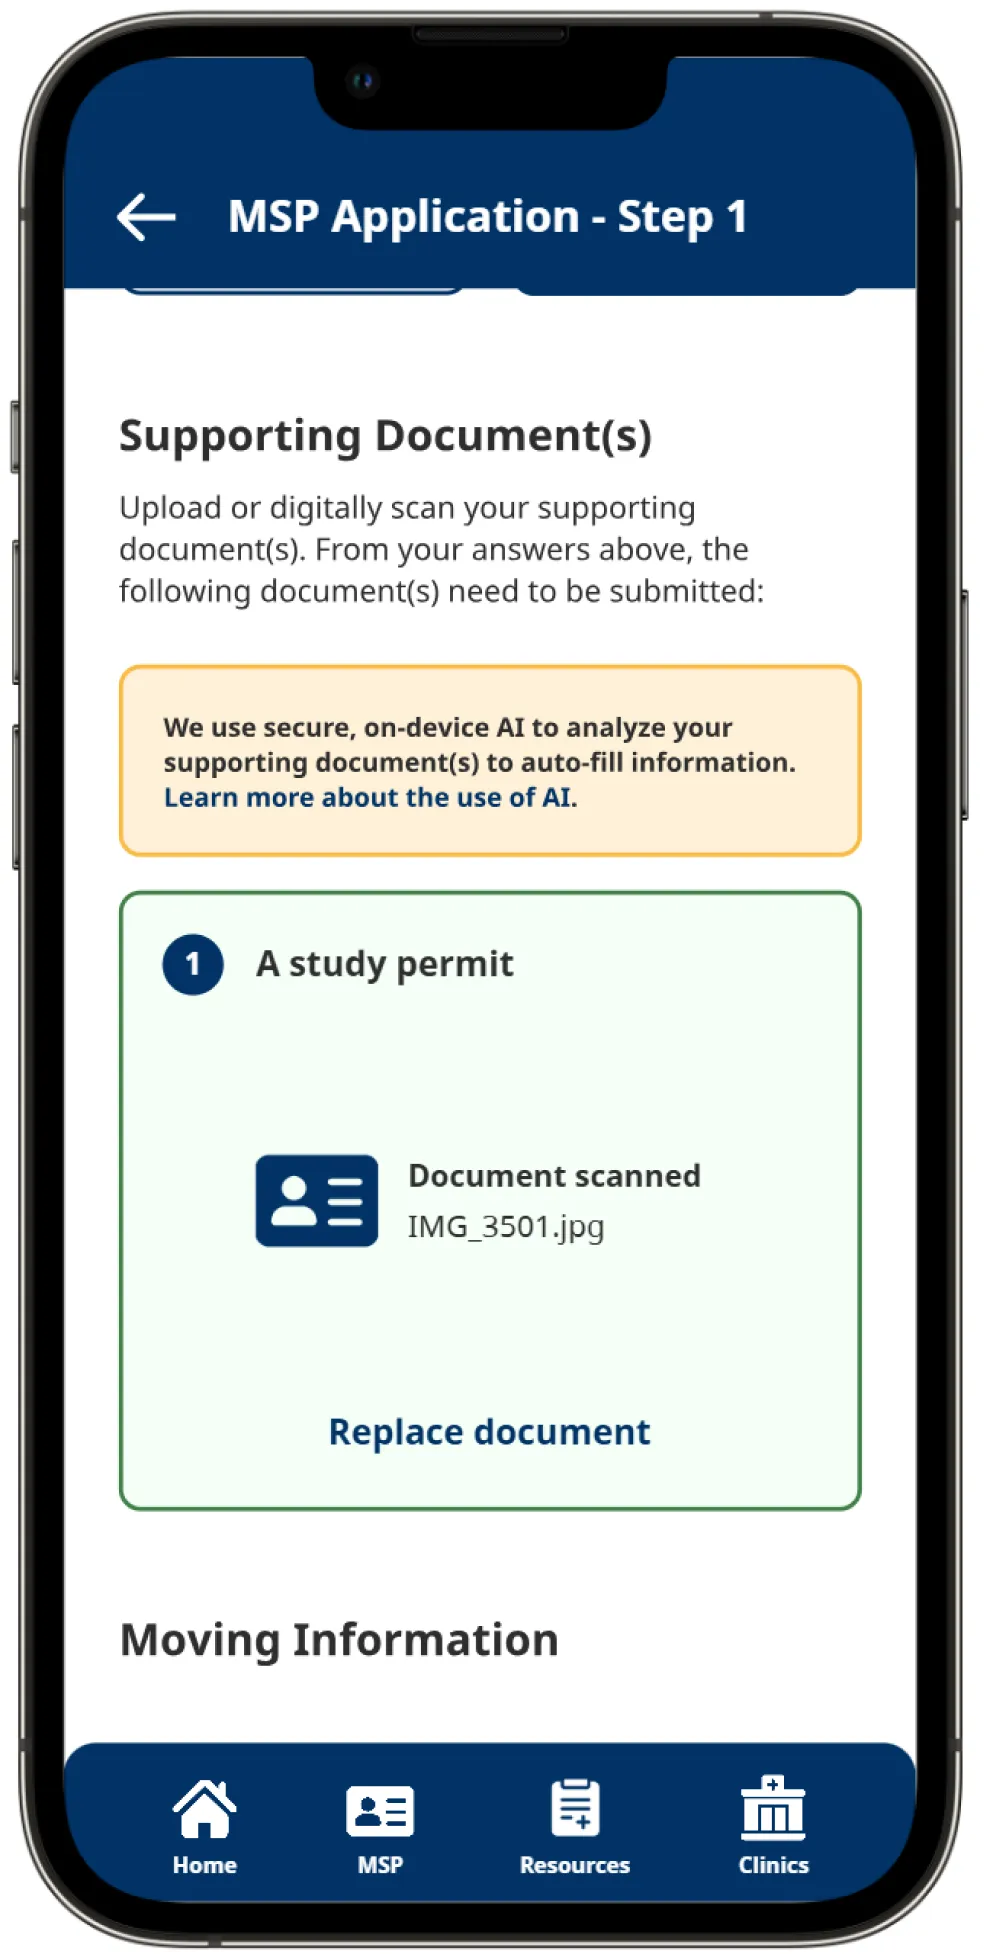 MSP Application - Step 1
Supporting Document(s)
Upload or digitally scan your supporting
document(s). From your answers above, the
following document(s) need to be submitted:
We use secure, on-device AI to analyze your
supporting document(s) to auto-fill information.
Learn more about the use of AI.
1 A study permit
Document scanned
IMG_3501.jpg
Replace document
Moving Information
Home MSP Resources Clinics